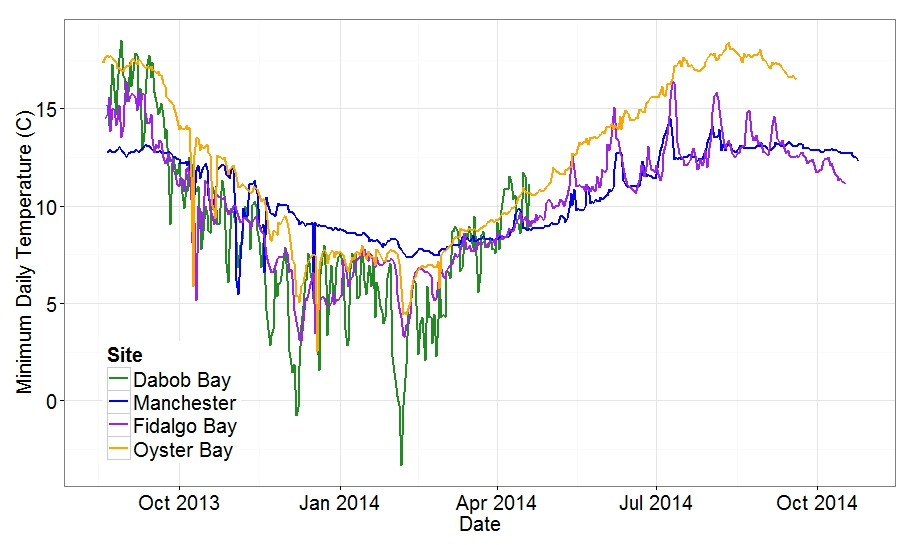 Minimum Daily Temperature (C)
15
10
5
0
Site
Dabob Bay
Manchester
Fidalgo Bay
Oyster Bay
Oct 2013
Jan 2014
Apr 2014
Jul 2014
Oct 2014
Date